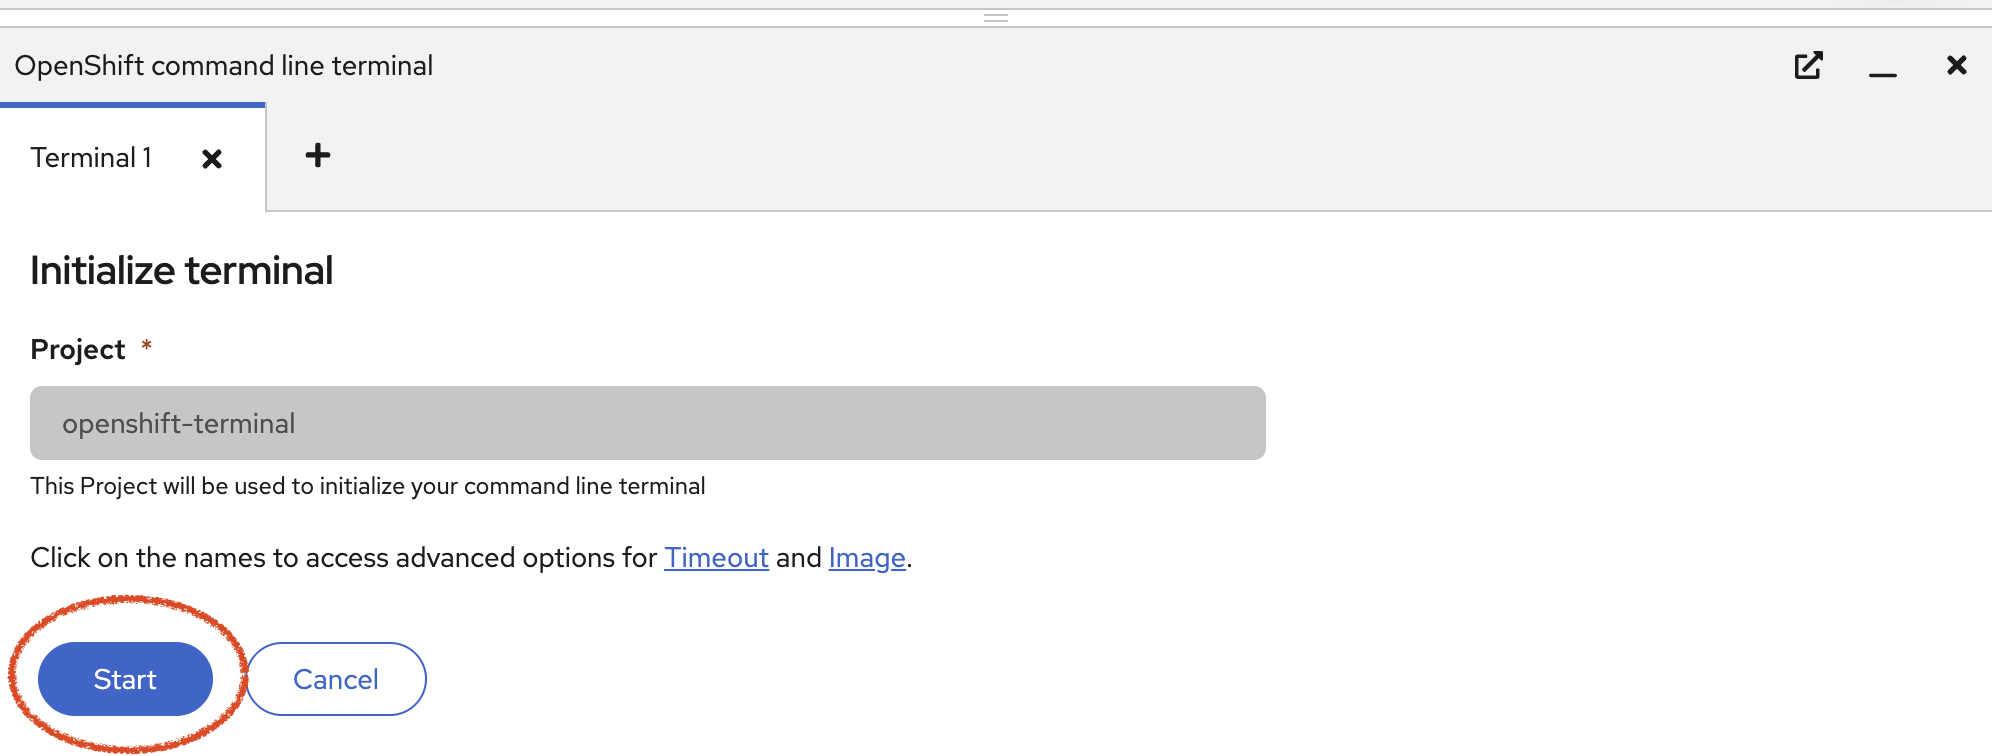 OpenShift command line terminal
Terminal 1
Initialize terminal
Project *
openshift-terminal
This Project will be used to initialize your command line terminal
Click on the names to access advanced options for Timeout and Image.
Start Cancel